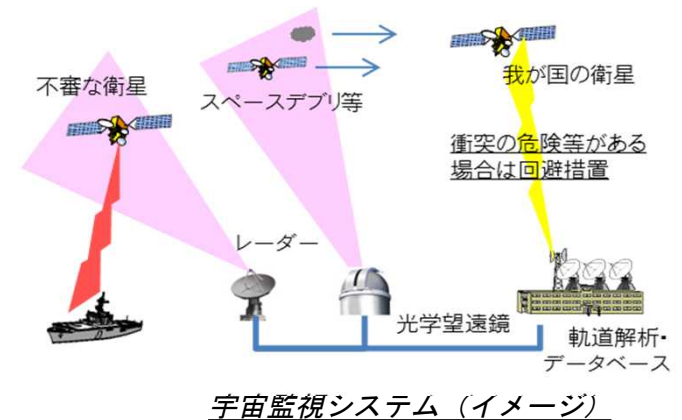 不審な衛星
スペースデブリ等
我が国の衛星
衝突の危険等がある
場合は回避措置
レーダー
光学望遠鏡
軌道解析・
データベース
宇宙監視システム（イメージ）